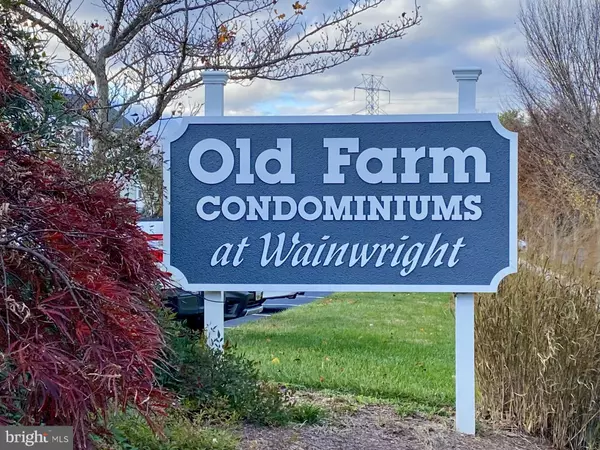 Old Farm
CONDOMINIUMS
at Wainwright
bright MLS